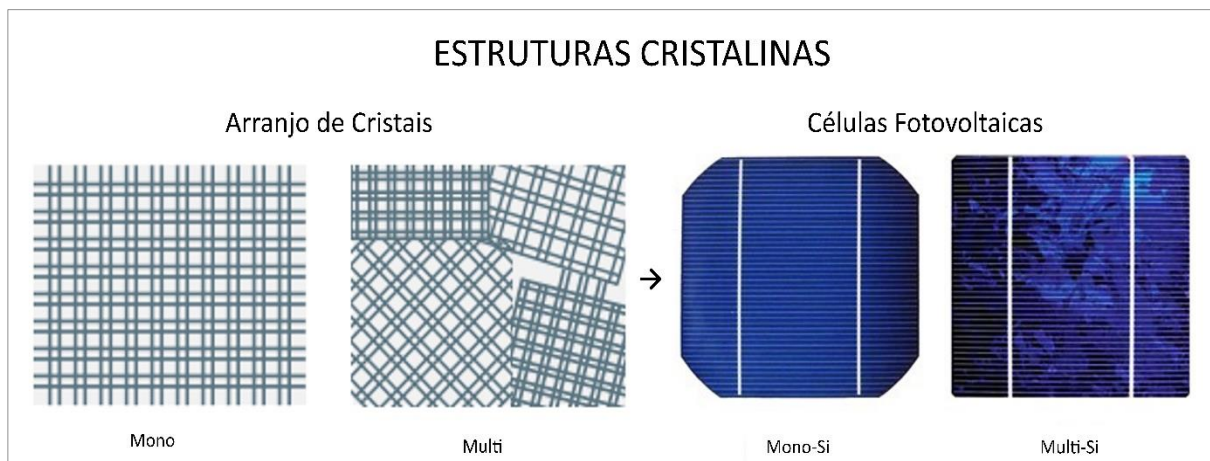 ESTRUTURAS CRISTALINAS
Arranjo de Cristais
Células Fotovoltaicas
Mono
Multi
Mono-Si
Multi-Si